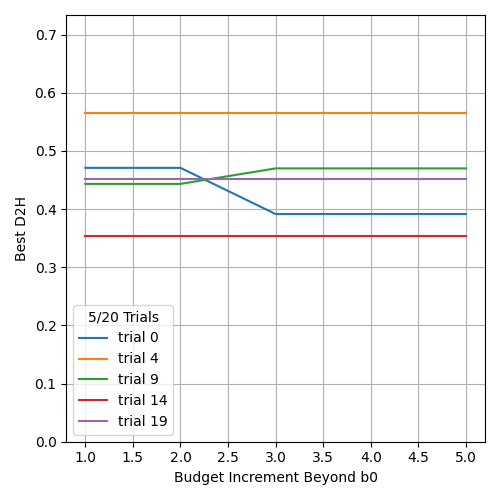 0.7
0.6
0.5
0.4
0.3
0.2
0.1
0.0
Best D2H
5/20 Trials
trial 0
trial 4
trial 9
trial 14
trial 19
1.0 1.5 2.0 2.5 3.0 3.5 4.0 4.5 5.0
Budget Increment Beyond b0